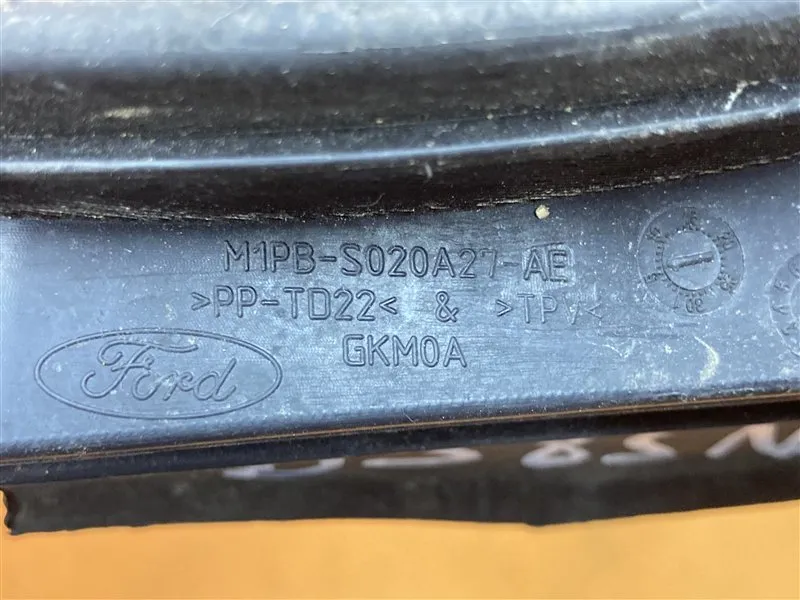 M1PB-S020A27-AE
>PP-TD22< & >TPV<
GKM0A
Ford